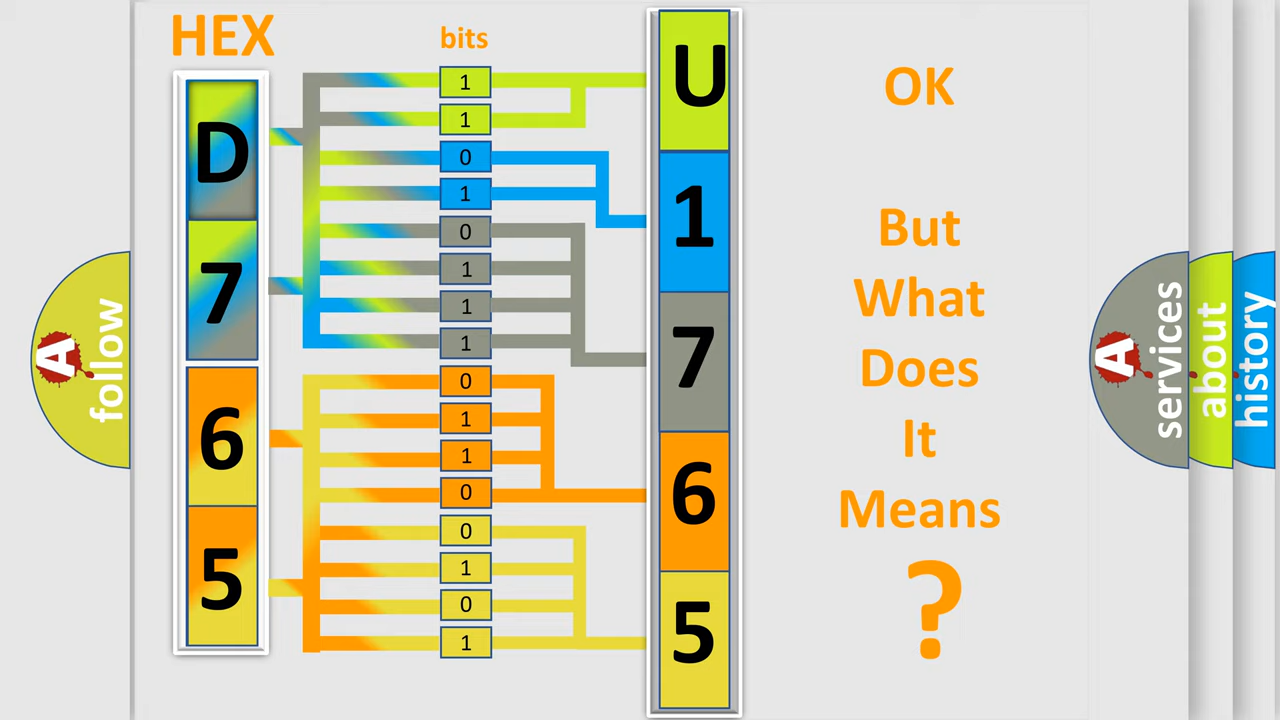 HEX
bits
D
7
6
5
1
1
0
1
0
1
1
1
0
1
1
0
0
1
0
1
U
1
7
6
5
OK
But
What
Does
It
Means
?
A
follow
A
services
about
history